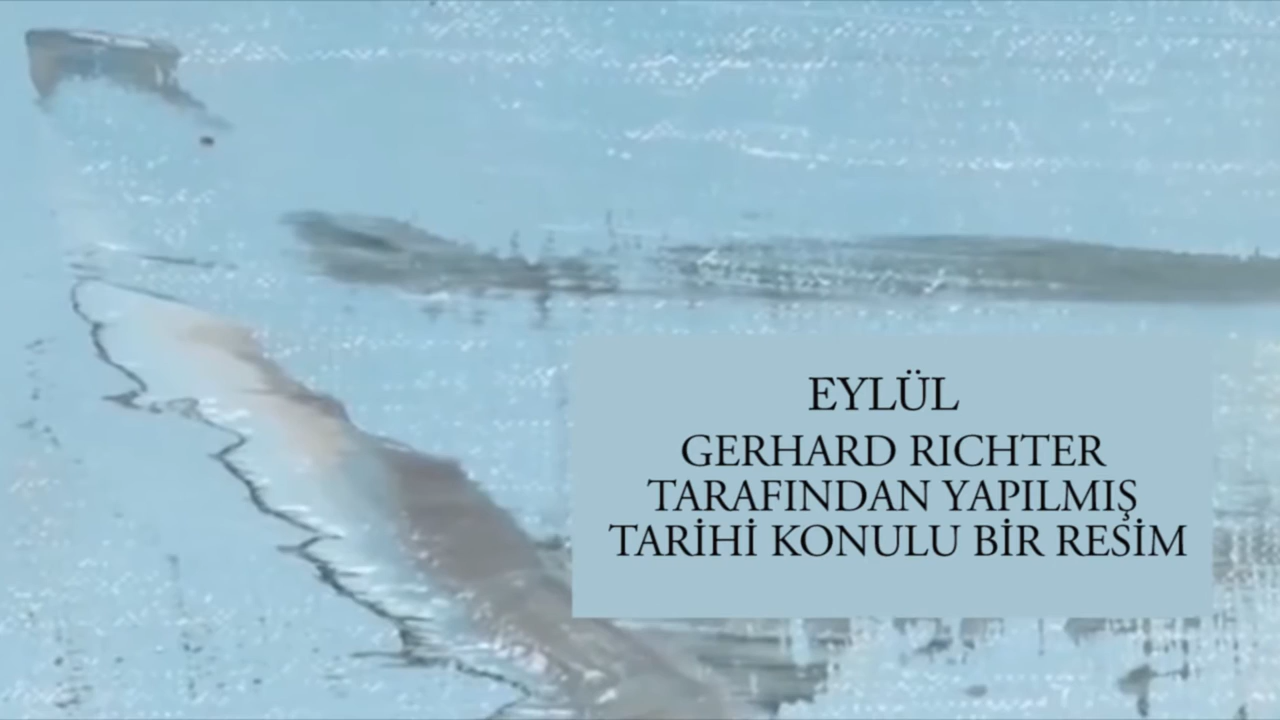 EYLÜL
GERHARD RICHTER
TARAFINDAN YAPILMIŞ
TARİHİ KONULU BİR RESİM